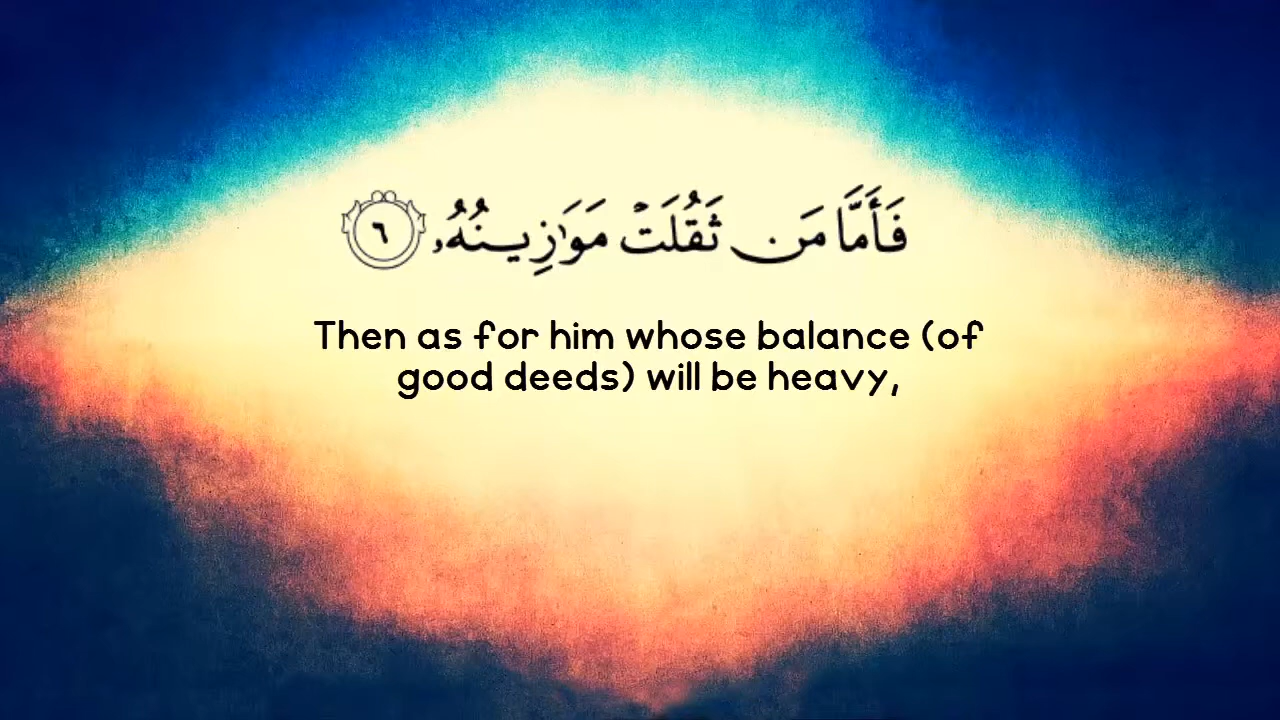 فَأَمَّا مَن ثَقُلَتْ مَوَٰزِينُهُۥ ٦
Then as for him whose balance (of
good deeds) will be heavy,